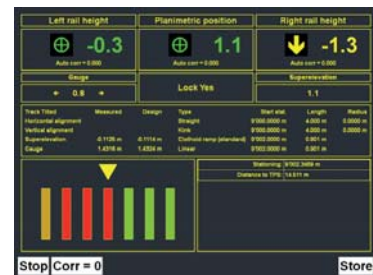 Left rail height Planimetric position Right rail height
-0.3 1.1 -1.3
Auto corr = 0.000 Auto corr = 0.000 Auto corr = 0.000
Gauge Lock Yes Superelevation
0.8 1.1
Track Tilted Measured Design Type Start stat. Length Radius
Horizontal alignment Straight 4.000 m 0.0000 m
Vertical alignment Kink 4.000 m 0.0000 m
Superelevation -0.1125 m -0.1114 m Clothoid ramp (standard) 0.001 m
Gauge 1.4316 m 1.4324 m Linear 0.001 m
Stationing:
Distance to TPS: 14.511 m
Stop Corr = 0 Store